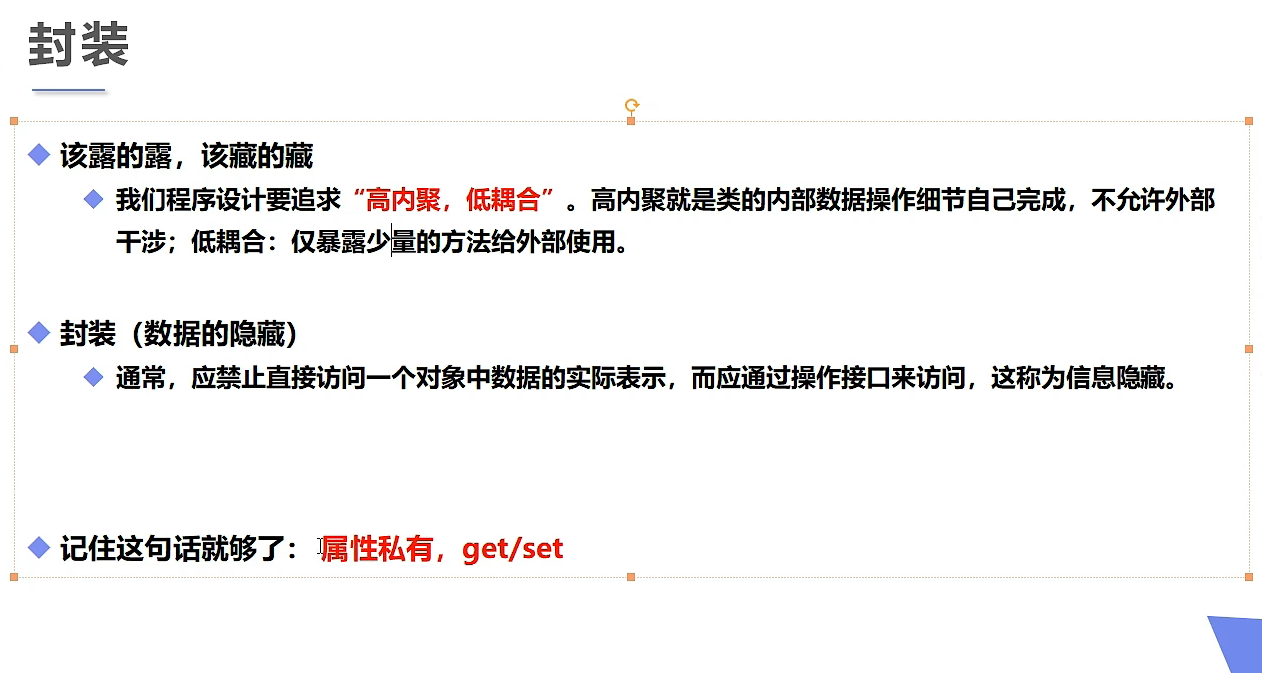 封装
该露的露，该藏的藏
我们程序设计要追求“高内聚，低耦合”。高内聚就是类的内部数据操作细节自己完成，不允许外部
干涉；低耦合：仅暴露少量的方法给外部使用。
封装（数据的隐藏）
通常，应禁止直接访问一个对象中数据的实际表示，而应通过操作接口来访问，这称为信息隐藏。
记住这句话就够了：属性私有，get/set